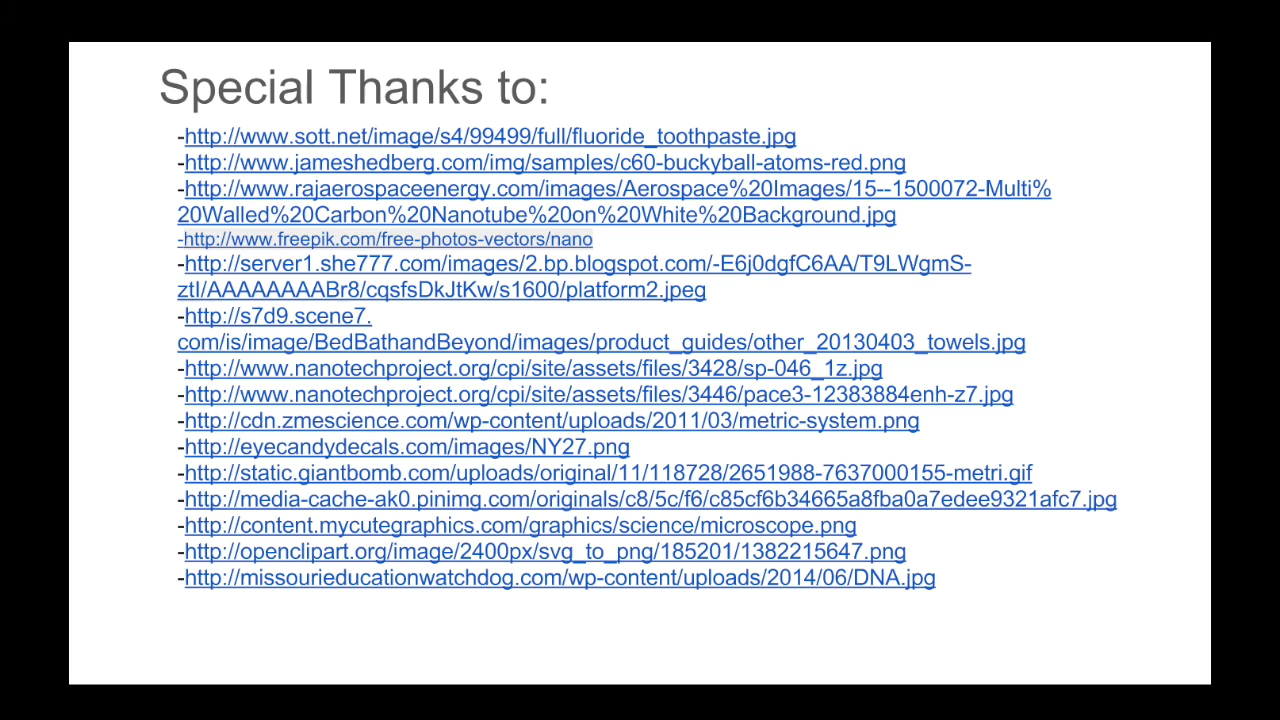 Special Thanks to:
-http://www.sott.net/image/s4/99499/full/fluoride_toothpaste.jpg
-http://www.jameshedberg.com/img/samples/c60-buckyball-atoms-red.png
-http://www.rajaerospaceenergy.com/images/Aerospace%20Images/15--1500072-Multi%
20Walled%20Carbon%20Nanotube%20on%20White%20Background.jpg
-http://www.freepik.com/free-photos-vectors/nano
-http://server1.she777.com/images/2.bp.blogspot.com/-E6j0dgfC6AA/T9LWgmS-
ztI/AAAAAAAABr8/cqsfsDkJtKw/s1600/platform2.jpeg
-http://s7d9.scene7.
com/is/image/BedBathandBeyond/images/product_guides/other_20130403_towels.jpg
-http://www.nanotechproject.org/cpi/site/assets/files/3428/sp-046_1z.jpg
-http://www.nanotechproject.org/cpi/site/assets/files/3446/pace3-12383884enh-z7.jpg
-http://cdn.zmescience.com/wp-content/uploads/2011/03/metric-system.png
-http://eyecandydecals.com/images/NY27.png
-http://static.giantbomb.com/uploads/original/11/118728/2651988-7637000155-metri.gif
-http://media-cache-ak0.pinimg.com/originals/c8/5c/f6/c85cf6b34665a8fba0a7edee9321afc7.jpg
-http://content.mycutegraphics.com/graphics/science/microscope.png
-http://openclipart.org/image/2400px/svg_to_png/185201/1382215647.png
-http://missourieducationwatchdog.com/wp-content/uploads/2014/06/DNA.jpg